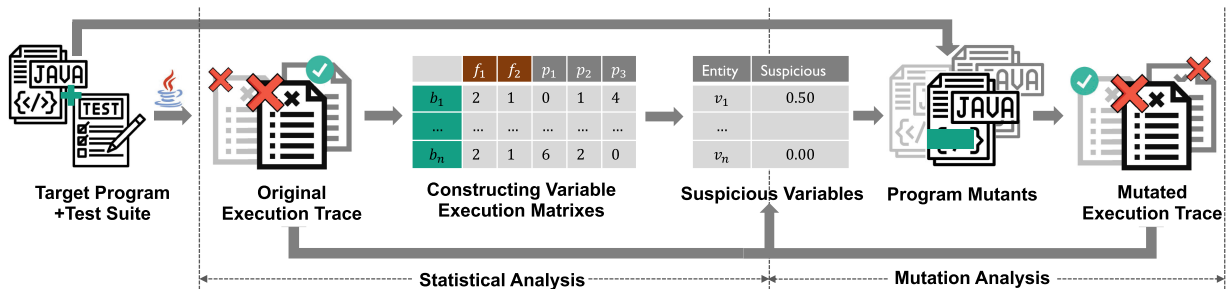 JAVA
{</>}
TEST
Target Program
+Test Suite
Original
Execution Trace
f₁ f₂ p₁ p₂ p₃
b₁ 2 1 0 1 4
... ... ... ... ... ...
bₙ 2 1 6 2 0
Constructing Variable
Execution Matrixes
Entity Suspicious
v₁ 0.50
...
vₙ 0.00
Suspicious Variables
JAVA
JAVA
Program Mutants
Mutated
Execution Trace
Statistical Analysis
Mutation Analysis